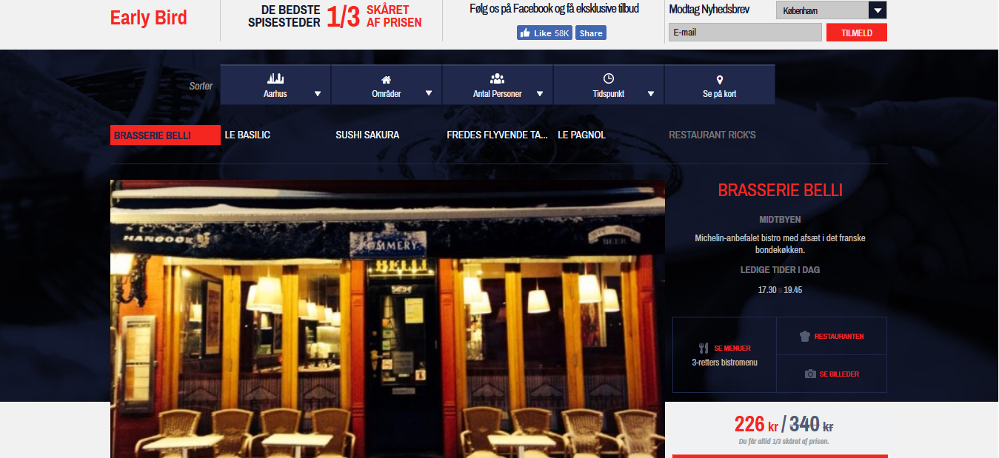 Early Bird
DE BEDSTE
SPISESTEDER
1/3
SKÅRET
AF PRISEN
Følg os på Facebook og få eksklusive tilbud
Like 58K Share
Modtag Nyhedsbrev
København
E-mail
TILMELD
Sorter
Aarhus
Områder
Antal Personer
Tidspunkt
Se på kort
BRASSERIE BELLI
LE BASILIC
SUSHI SAKURA
FREDES FLYVENDE TA...
LE PAGNOL
RESTAURANT RICK'S
HANCOCK
POMMERY
BEER
BELLI
BRASSERIE BELLI
MIDTBYEN
Michelin-anbefalet bistro med afsæt i det franske
bondekøkken.
LEDIGE TIDER I DAG
17.30 og 19.45
SE MENUER
3-retters bistromenu
RESTAURANTEN
SE BILLEDER
226 kr / 340 kr
Du får altid 1/3 skåret af prisen.